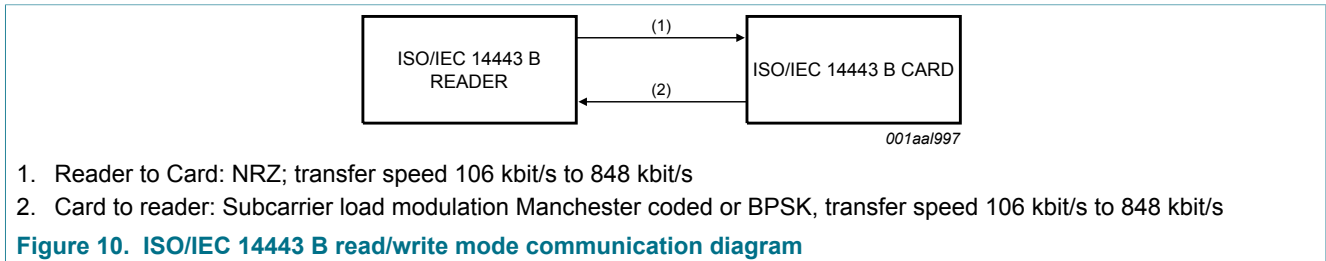 (1)
ISO/IEC 14443 B
READER
ISO/IEC 14443 B CARD
(2)
001aal997
1. Reader to Card: NRZ; transfer speed 106 kbit/s to 848 kbit/s
2. Card to reader: Subcarrier load modulation Manchester coded or BPSK, transfer speed 106 kbit/s to 848 kbit/s
Figure 10. ISO/IEC 14443 B read/write mode communication diagram